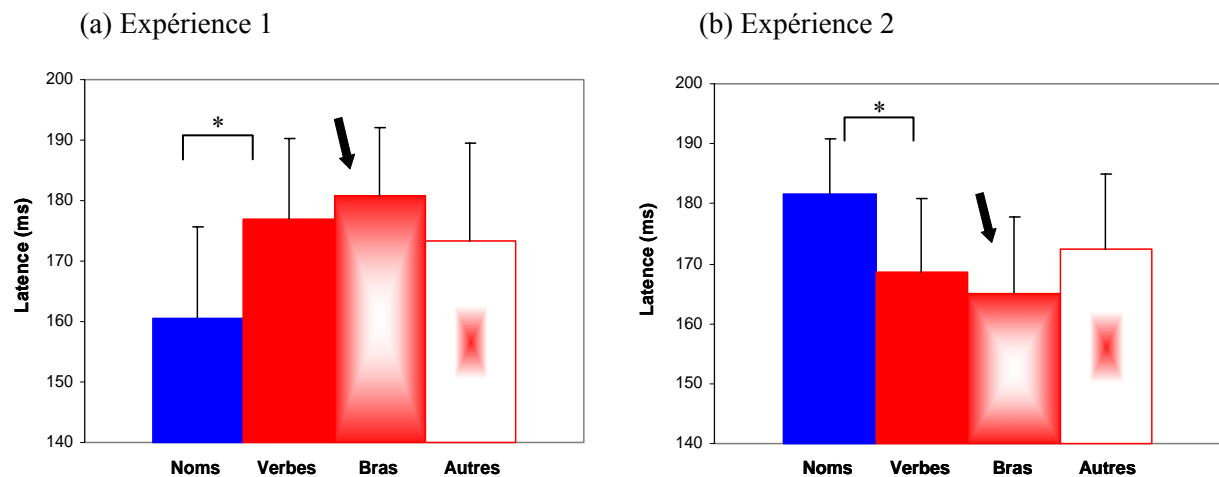 (a) Expérience 1
200
190
180
170
160
150
140
Latence (ms)
*
Noms Verbes Bras Autres
(b) Expérience 2
200
190
180
170
160
150
140
Latence (ms)
*
Noms Verbes Bras Autres